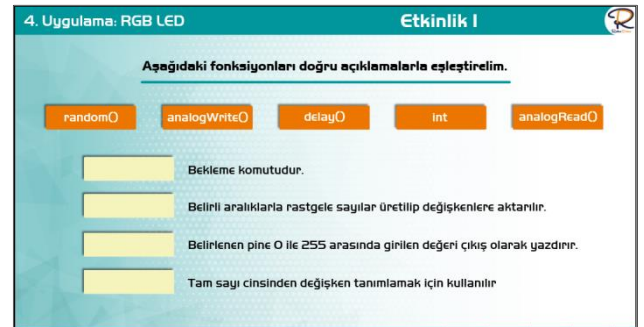 4. Uygulama: RGB LED
Etkinlik I
Aşağıdaki fonksiyonları doğru açıklamalarla eşleştirelim.
random()
analogWrite()
delay()
int
analogRead()
Bekleme komutudur.
Belirli aralıklarla rastgele sayılar üretilip değişkenlere aktarılır.
Belirlenen pine 0 ile 255 arasında girilen değeri çıkış olarak yazdırır.
Tam sayı cinsinden değişken tanımlamak için kullanılır